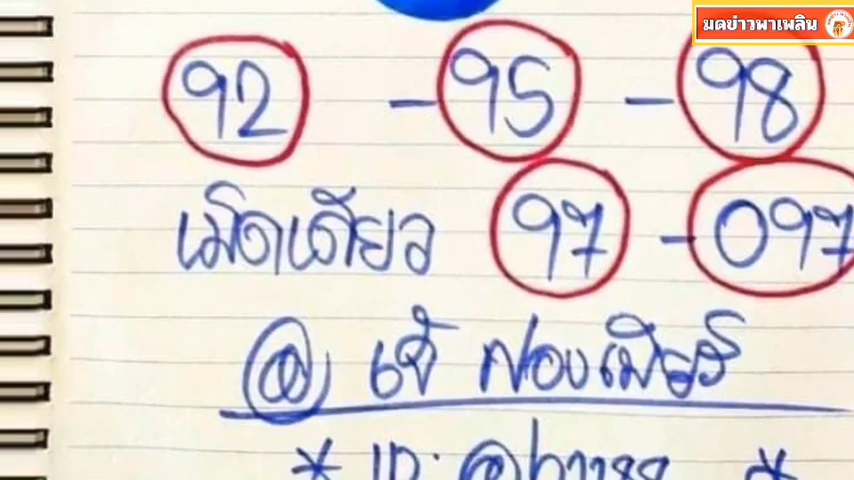 มดข่าวพาเพลิน
92 - 95 - 98
เม็ดเดียว 97 - 097
@ เจ๊ ฟองเบียร์